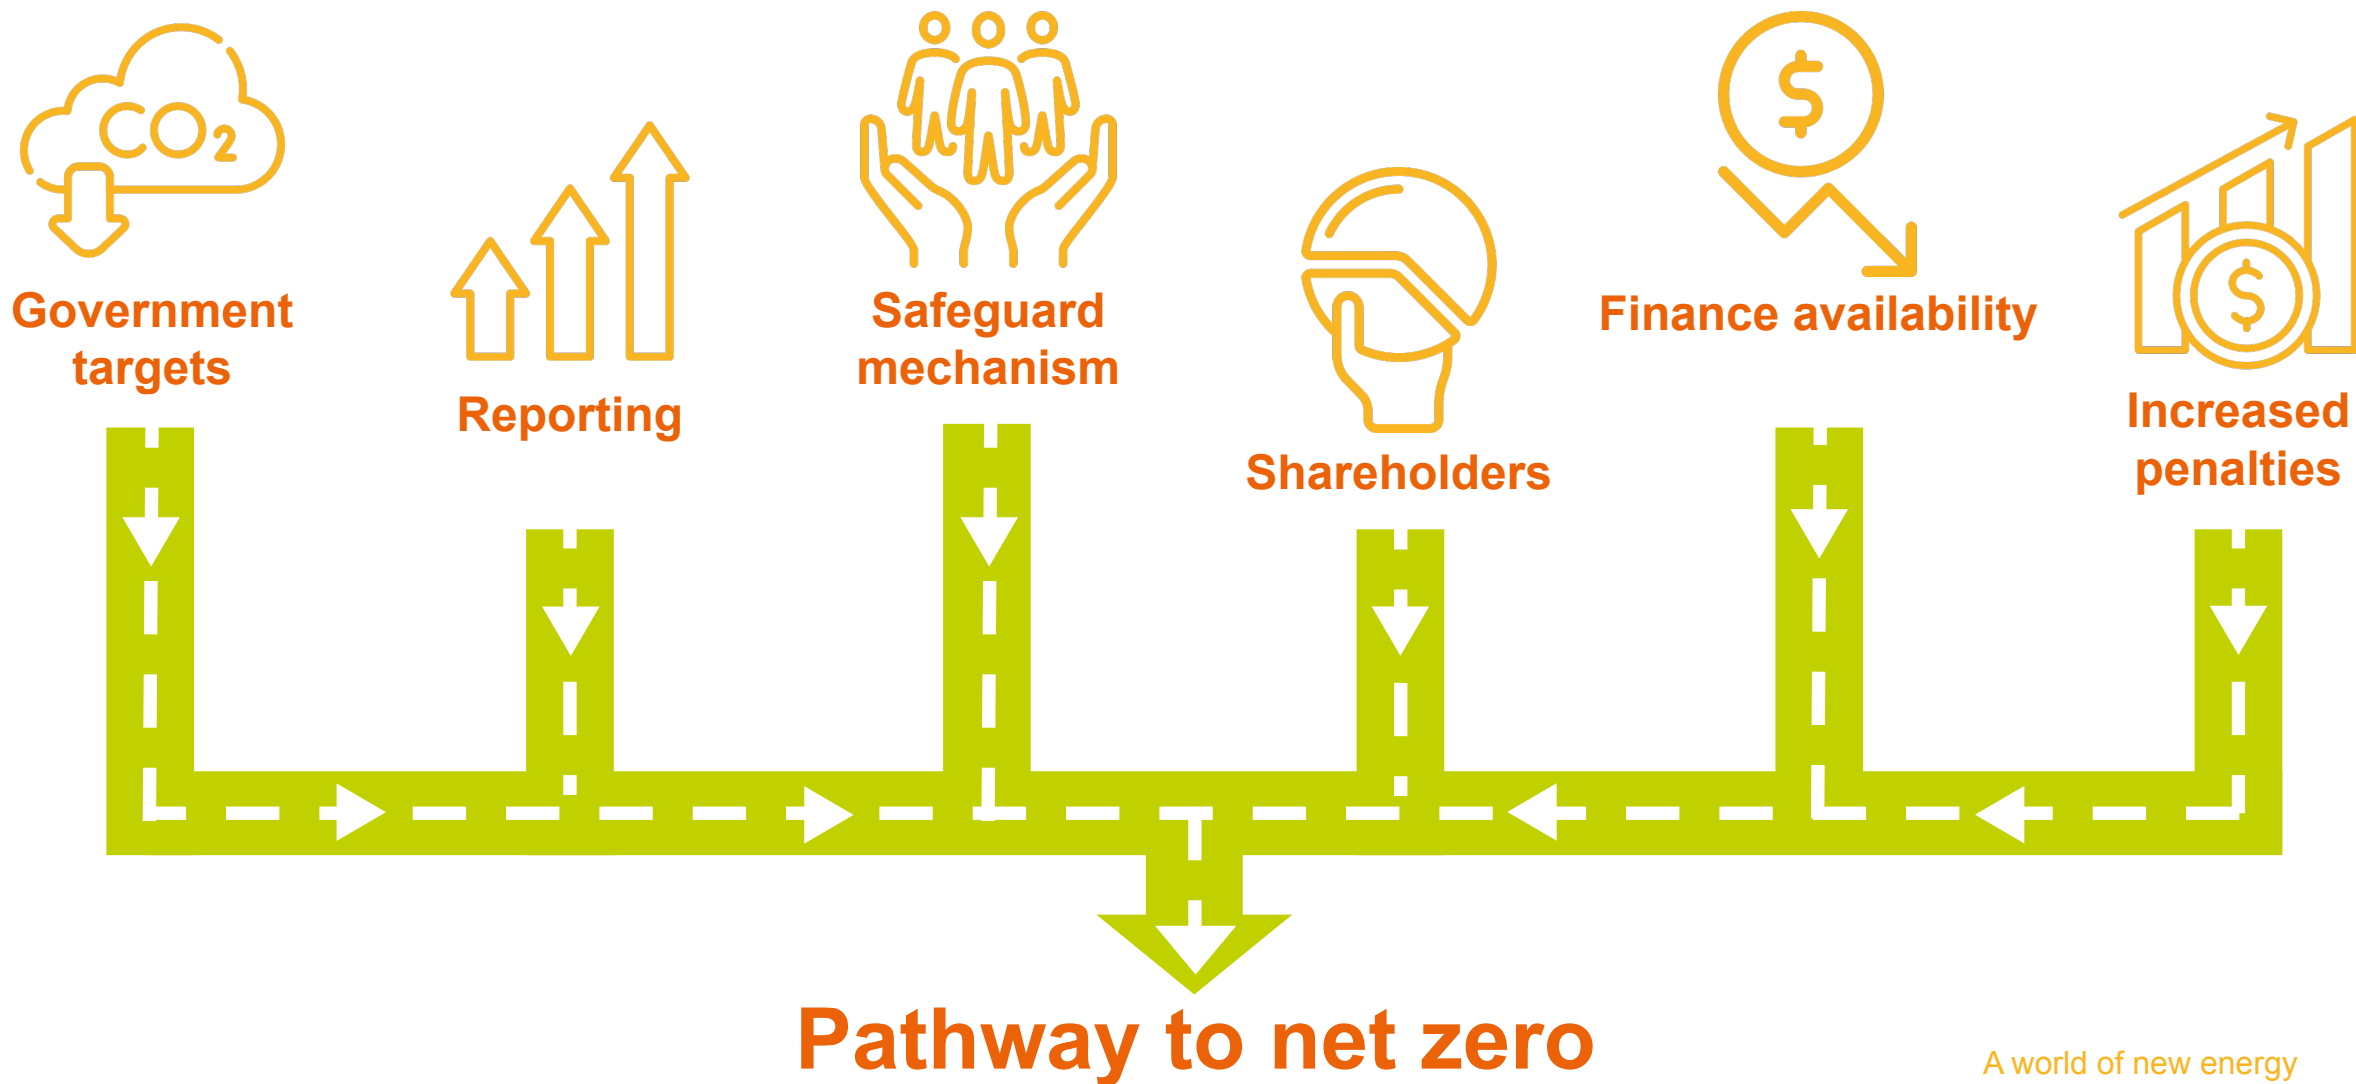 CO2
$
$
Government
targets
Reporting
Safeguard
mechanism
Shareholders
Finance availability
Increased
penalties
Pathway to net zero
A world of new energy